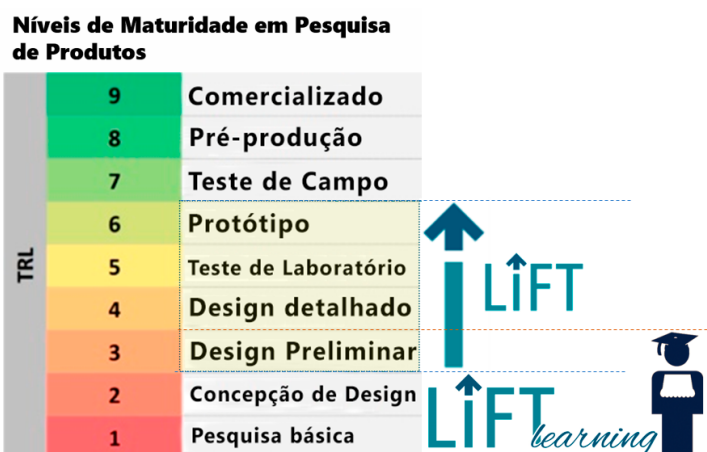 Níveis de Maturidade em Pesquisa
de Produtos
TRL
9 Comercializado
8 Pré-produção
7 Teste de Campo
6 Protótipo
5 Teste de Laboratório
4 Design detalhado
3 Design Preliminar
2 Concepção de Design
1 Pesquisa básica
LiFT
LiFT learning